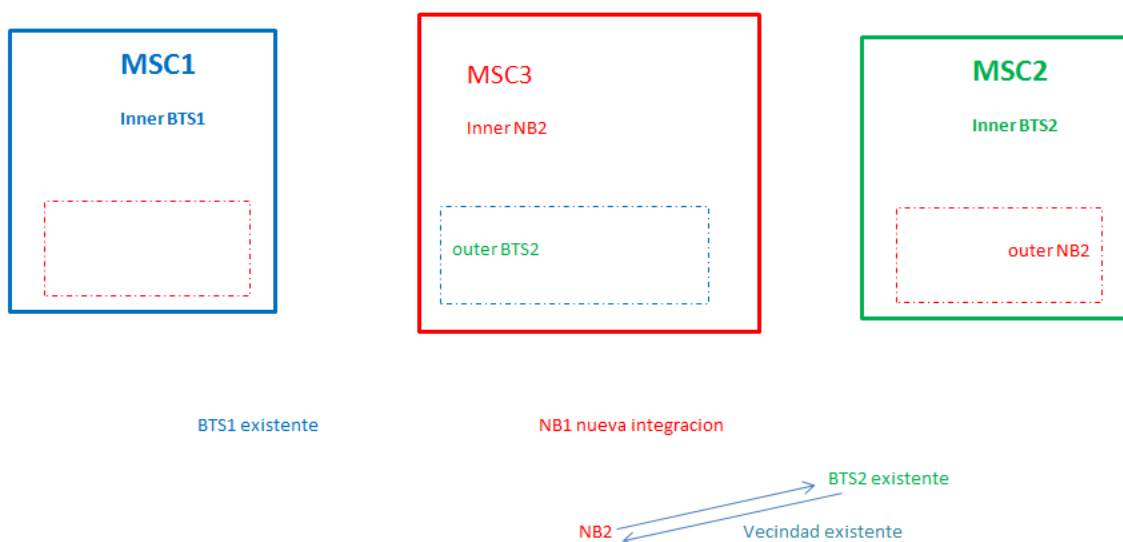 MSC1
Inner BTS1
MSC3
Inner NB2
outer BTS2
MSC2
Inner BTS2
outer NB2
BTS1 existente
NB1 nueva integracion
BTS2 existente
NB2
Vecindad existente